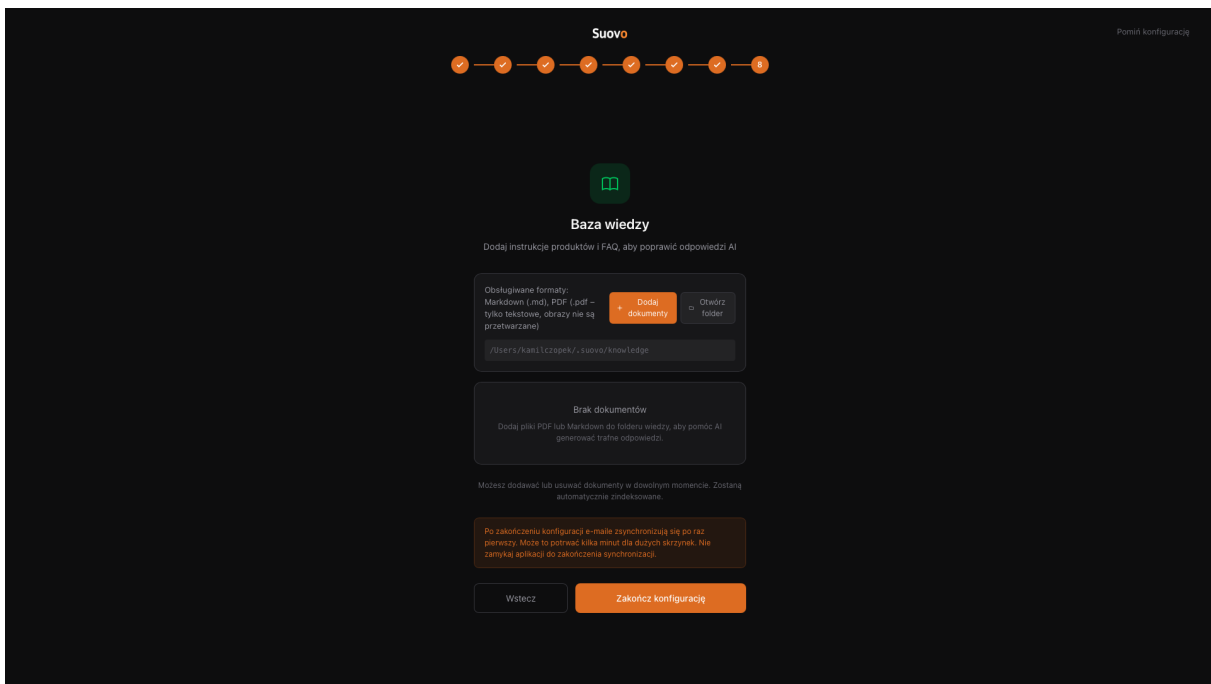 Suovo
Pomiń konfigurację
8
Baza wiedzy
Dodaj instrukcje produktów i FAQ, aby poprawić odpowiedzi AI
Obsługiwane formaty:
Markdown (.md), PDF (.pdf –
tylko tekstowe, obrazy nie są
przetwarzane)
+ Dodaj
dokumenty
Otwórz
folder
/Users/kamilczopek/.suovo/knowledge
Brak dokumentów
Dodaj pliki PDF lub Markdown do folderu wiedzy, aby pomóc AI
generować trafne odpowiedzi.
Możesz dodawać lub usuwać dokumenty w dowolnym momencie. Zostaną
automatycznie zindeksowane.
Po zakończeniu konfiguracji e-maile zsynchronizują się po raz
pierwszy. Może to potrwać kilka minut dla dużych skrzynek. Nie
zamykaj aplikacji do zakończenia synchronizacji.
Wstecz
Zakończ konfigurację